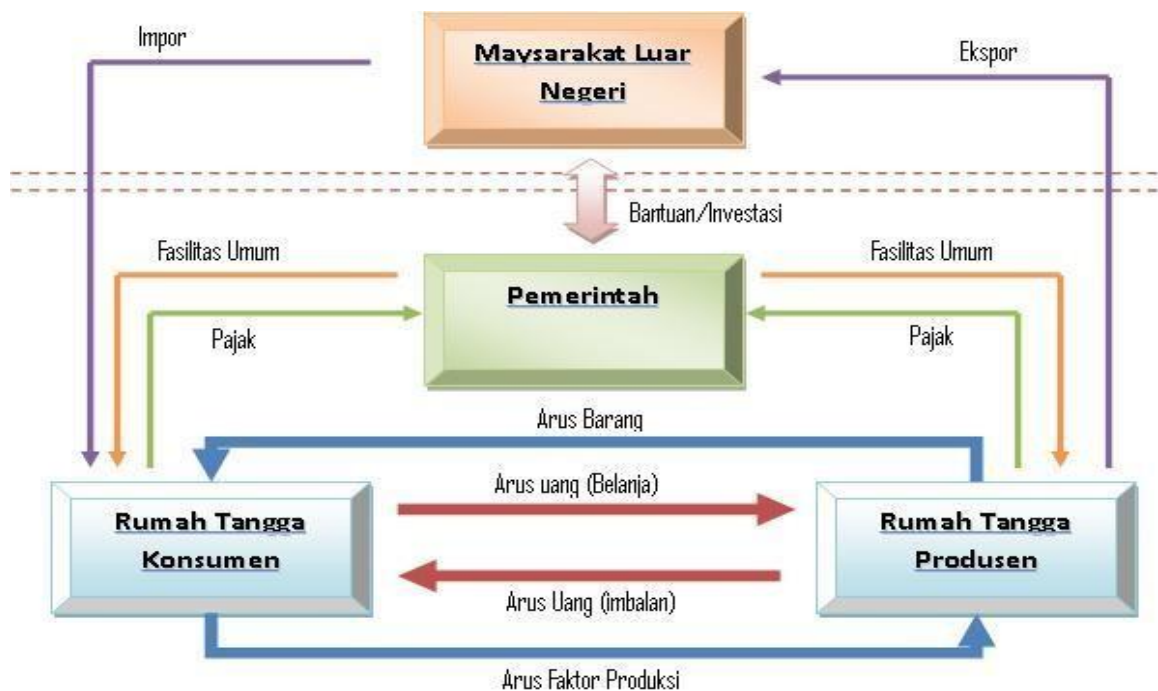 Impor
Maysarakat Luar
Negeri
Ekspor
Bantuan/Investasi
Fasilitas Umum
Fasilitas Umum
Pemerintah
Pajak
Pajak
Arus Barang
Arus uang (Belanja)
Rumah Tangga
Konsumen
Rumah Tangga
Produsen
Arus Uang (imbalan)
Arus Faktor Produksi